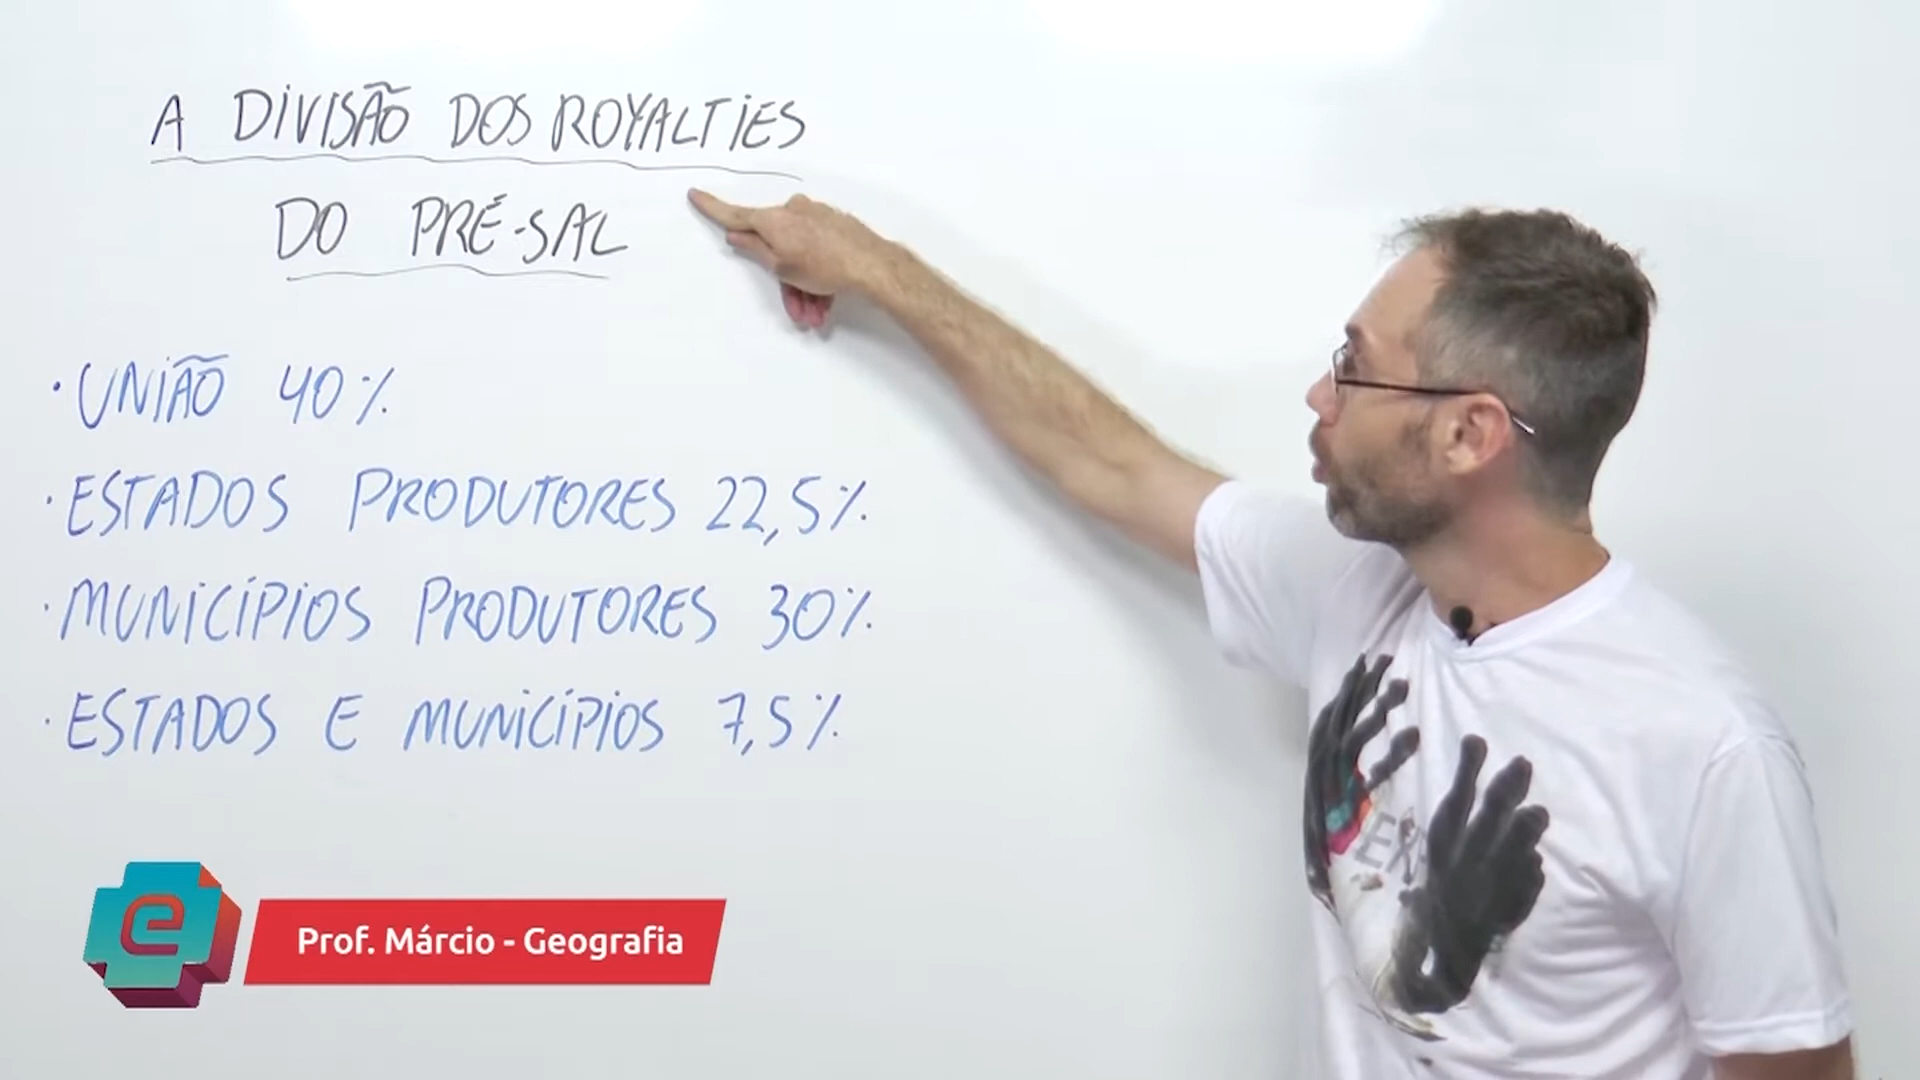 A DIVISÃO DOS ROYALTIES
DO PRÉ-SAL
· UNIÃO 40%
· ESTADOS PRODUTORES 22,5%
· MUNICÍPIOS PRODUTORES 30%
· ESTADOS E MUNICÍPIOS 7,5%
e
Prof. Márcio - Geografia